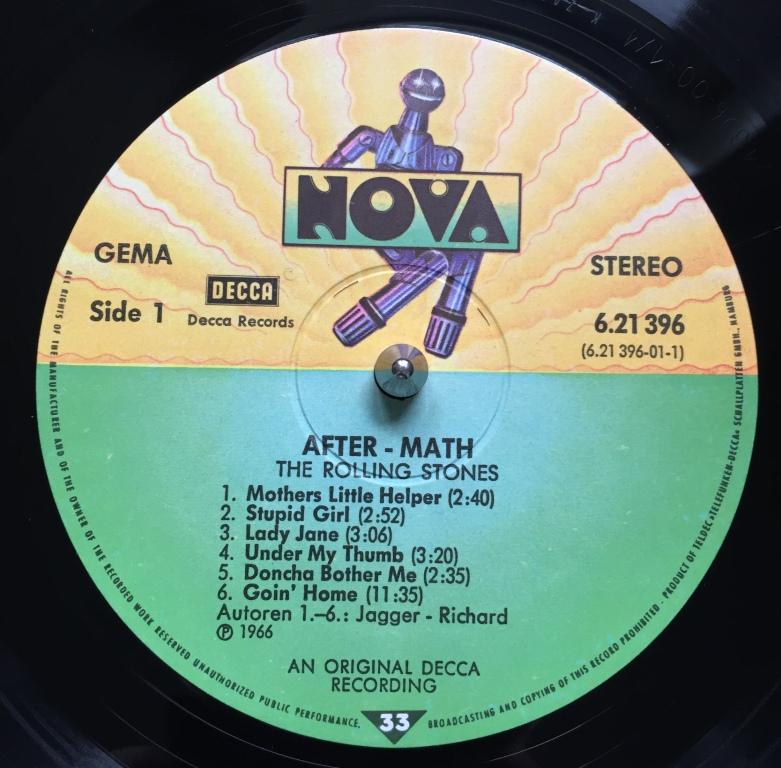 NOVA
GEMA
STEREO
DECCA
Side 1
Decca Records
6.21 396
(6.21 396-01-1)
AFTER - MATH
THE ROLLING STONES
1. Mothers Little Helper (2:40)
2. Stupid Girl (2:52)
3. Lady Jane (3:06)
4. Under My Thumb (3:20)
5. Doncha Bother Me (2:35)
6. Goin' Home (11:35)
Autoren 1.–6.: Jagger - Richard
Ⓟ 1966
AN ORIGINAL DECCA
RECORDING
33
ALL RIGHTS OF THE MANUFACTURER AND OF THE OWNER OF THE RECORDED WORK RESERVED UNAUTHORIZED PUBLIC PERFORMANCE, BROADCASTING AND COPYING OF THIS RECORD PROHIBITED · PRODUCT OF TELDEC »TELEFUNKEN-DECCA« SCHALLPLATTEN GMBH., HAMBURG